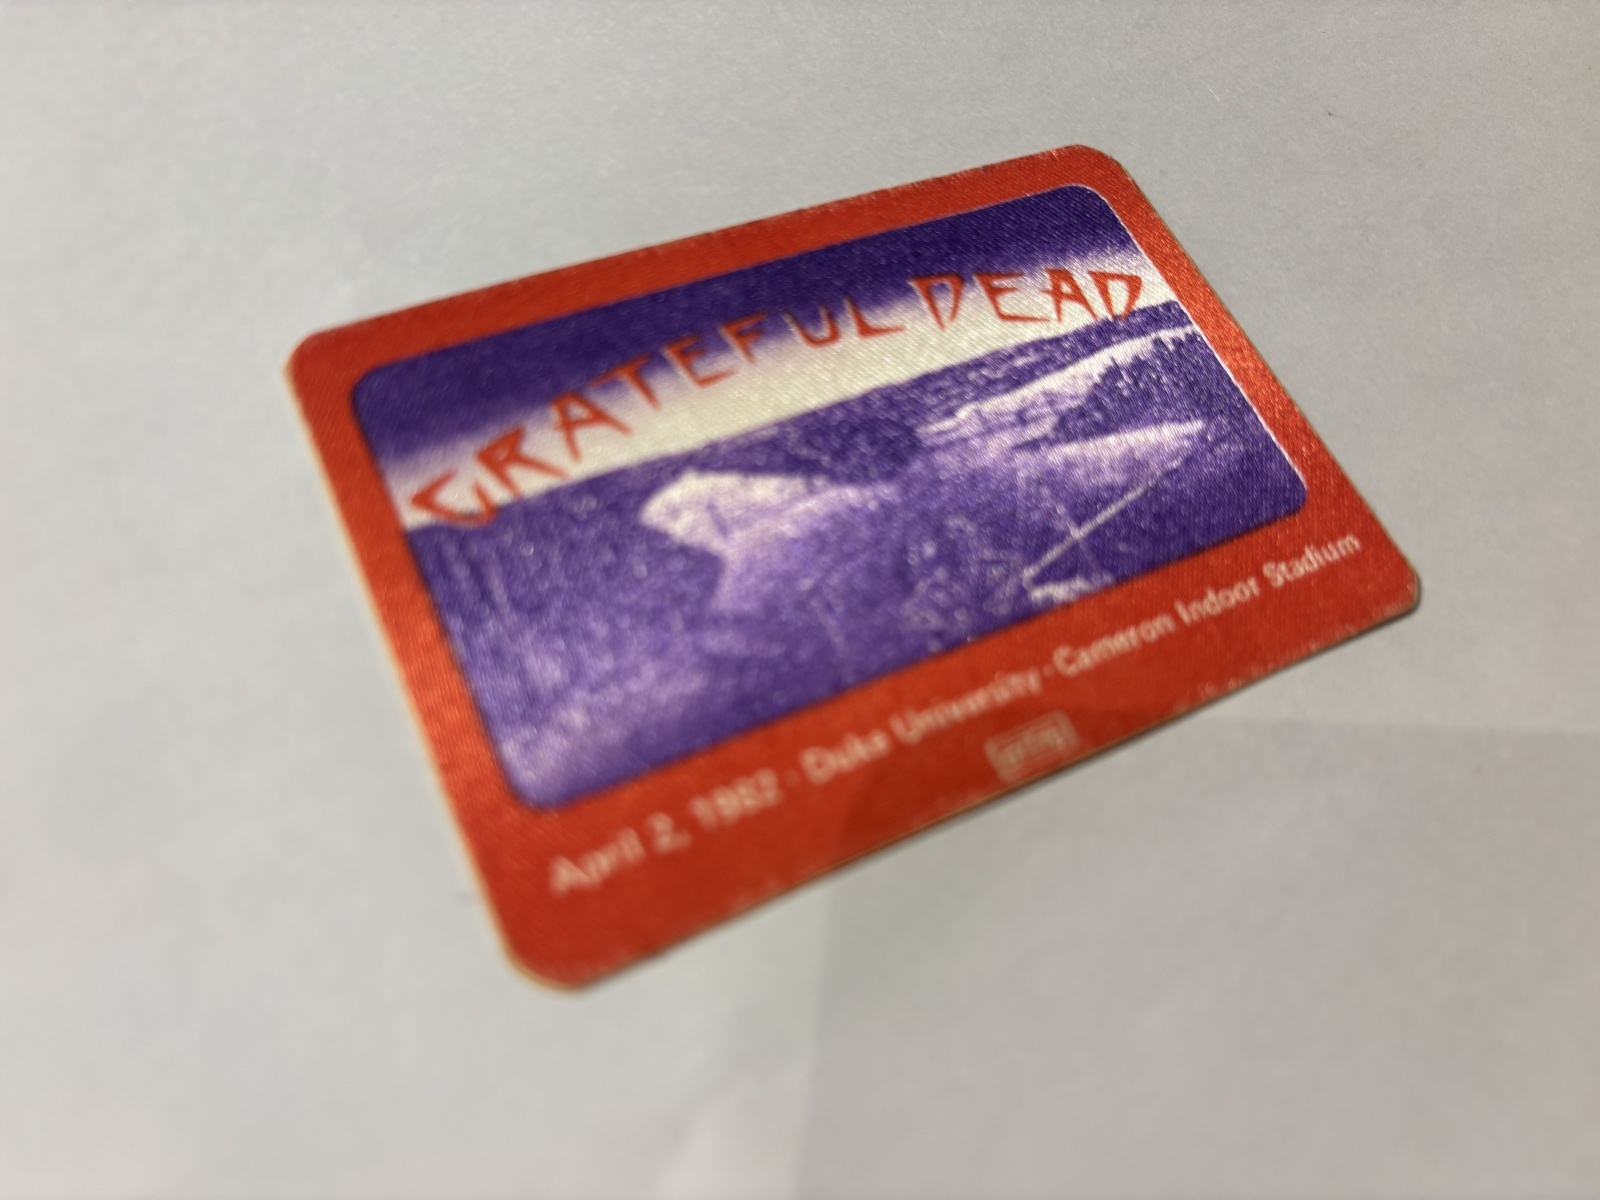 GRATEFUL DEAD
April 2, 1982 · Duke University · Cameron Indoor Stadium